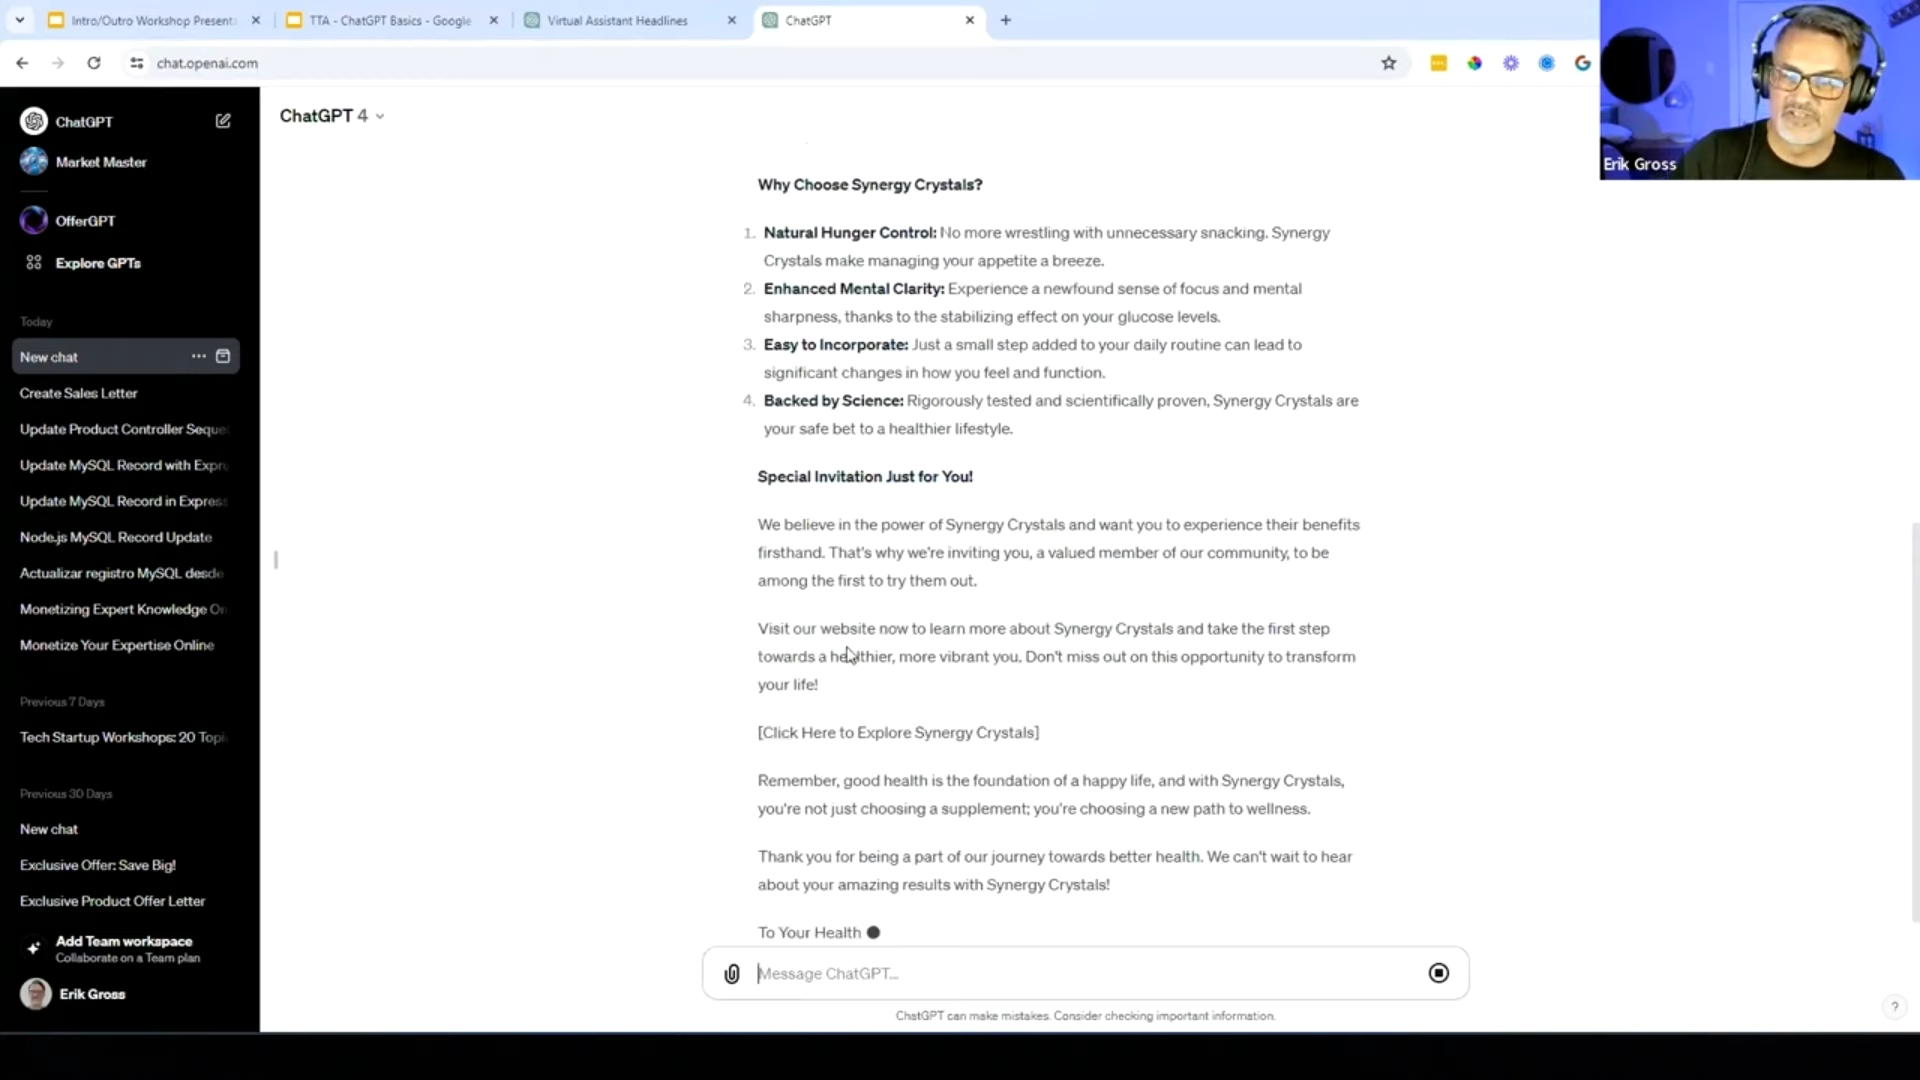 Intro/Outro Workshop Present
TTA - ChatGPT Basics - Google
Virtual Assistant Headlines
ChatGPT
chat.openai.com
Erik Gross
ChatGPT
Market Master
OfferGPT
Explore GPTs
Today
New chat
Create Sales Letter
Update Product Controller Seque
Update MySQL Record with Expr
Update MySQL Record in Express
Node.js MySQL Record Update
Actualizar registro MySQL desde
Monetizing Expert Knowledge On
Monetize Your Expertise Online
Previous 7 Days
Tech Startup Workshops: 20 Topi
Previous 30 Days
New chat
Exclusive Offer: Save Big!
Exclusive Product Offer Letter
Add Team workspace
Collaborate on a Team plan
Erik Gross
ChatGPT 4
Why Choose Synergy Crystals?
1. Natural Hunger Control: No more wrestling with unnecessary snacking. Synergy
Crystals make managing your appetite a breeze.
2. Enhanced Mental Clarity: Experience a newfound sense of focus and mental
sharpness, thanks to the stabilizing effect on your glucose levels.
3. Easy to Incorporate: Just a small step added to your daily routine can lead to
significant changes in how you feel and function.
4. Backed by Science: Rigorously tested and scientifically proven, Synergy Crystals are
your safe bet to a healthier lifestyle.
Special Invitation Just for You!
We believe in the power of Synergy Crystals and want you to experience their benefits
firsthand. That's why we're inviting you, a valued member of our community, to be
among the first to try them out.
Visit our website now to learn more about Synergy Crystals and take the first step
towards a healthier, more vibrant you. Don't miss out on this opportunity to transform
your life!
[Click Here to Explore Synergy Crystals]
Remember, good health is the foundation of a happy life, and with Synergy Crystals,
you're not just choosing a supplement; you're choosing a new path to wellness.
Thank you for being a part of our journey towards better health. We can't wait to hear
about your amazing results with Synergy Crystals!
To Your Health
Message ChatGPT...
ChatGPT can make mistakes. Consider checking important information.
?